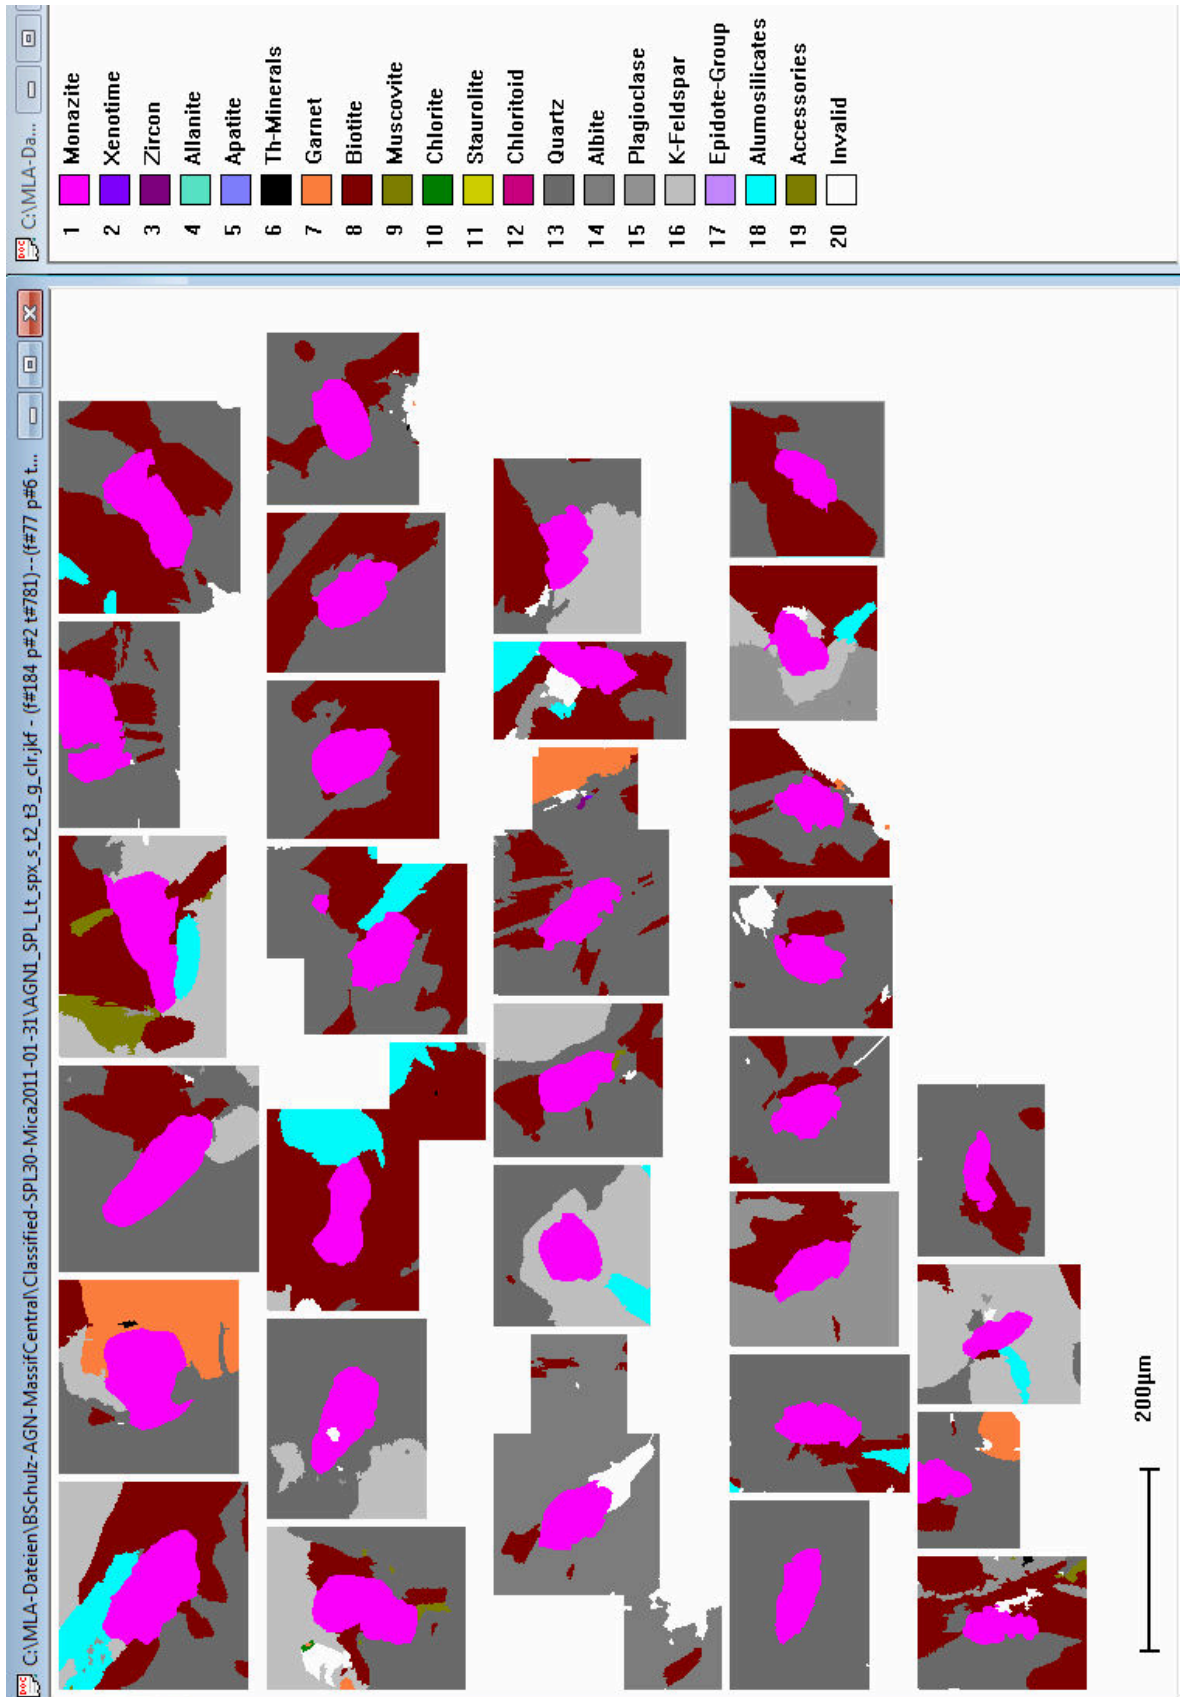 C:\MLA-Dateien\BSchulz-AGN-MassifCentral\Classified-SPL30-Mica2011-01-31\AGN1_SPL_Lt_spx_s_t2_t3_g_clr.jkf - (f#184 p#2 t#781)--(f#77 p#6 t...
200µm
C:\MLA-Da...
1 Monazite
2 Xenotime
3 Zircon
4 Allanite
5 Apatite
6 Th-Minerals
7 Garnet
8 Biotite
9 Muscovite
10 Chlorite
11 Staurolite
12 Chloritoid
13 Quartz
14 Albite
15 Plagioclase
16 K-Feldspar
17 Epidote-Group
18 Alumosilicates
19 Accessories
20 Invalid